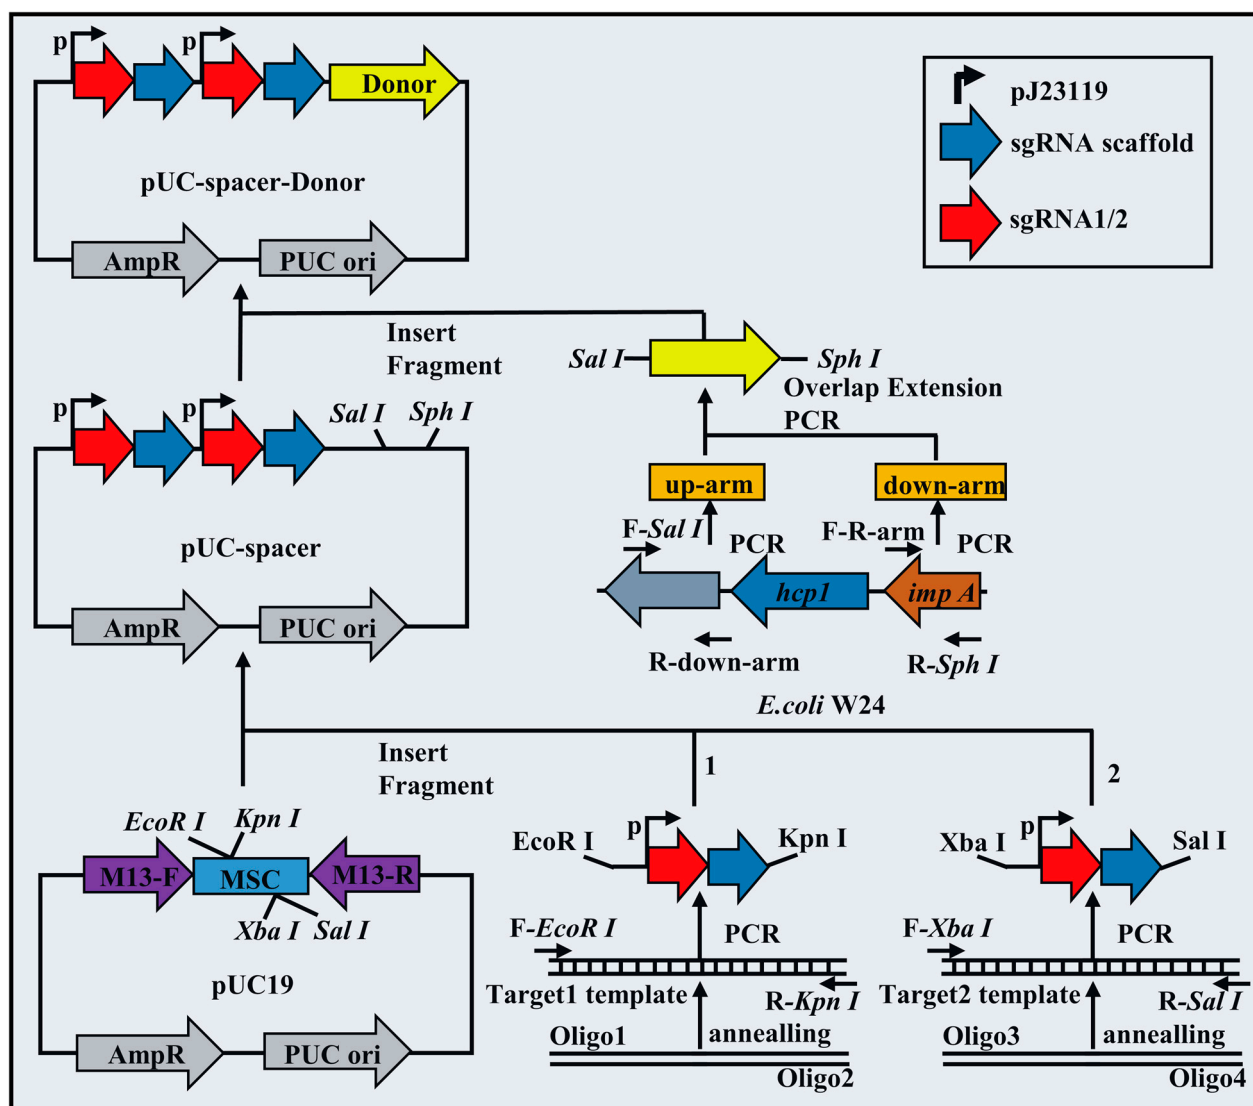 p
p
Donor
pUC-spacer-Donor
AmpR
PUC ori
pJ23119
sgRNA scaffold
sgRNA1/2
Insert
Fragment
Sal I
Sph I
Overlap Extension
PCR
p
p
Sal I
Sph I
pUC-spacer
AmpR
PUC ori
up-arm
down-arm
F-Sal I
PCR
F-R-arm
PCR
hcp1
imp A
R-down-arm
R-Sph I
E.coli W24
Insert
Fragment
1
2
EcoR I
Kpn I
M13-F
MSC
M13-R
Xba I
Sal I
pUC19
AmpR
PUC ori
EcoR I
p
Kpn I
F-EcoR I
PCR
Target1 template
R-Kpn I
Oligo1
annealling
Oligo2
Xba I
p
Sal I
F-Xba I
PCR
Target2 template
R-Sal I
Oligo3
annealling
Oligo4